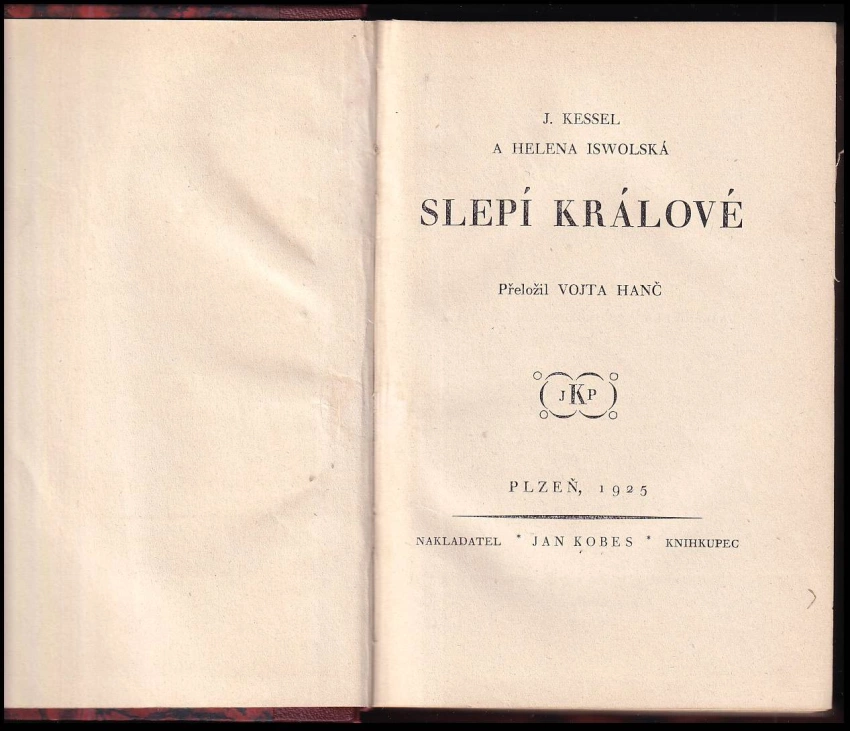 J. KESSEL
A HELENA ISWOLSKÁ
SLEPÍ KRÁLOVÉ
Přeložil VOJTA HANČ
JKP
PLZEŇ, 1925
NAKLADATEL * JAN KOBES * KNIHKUPEC